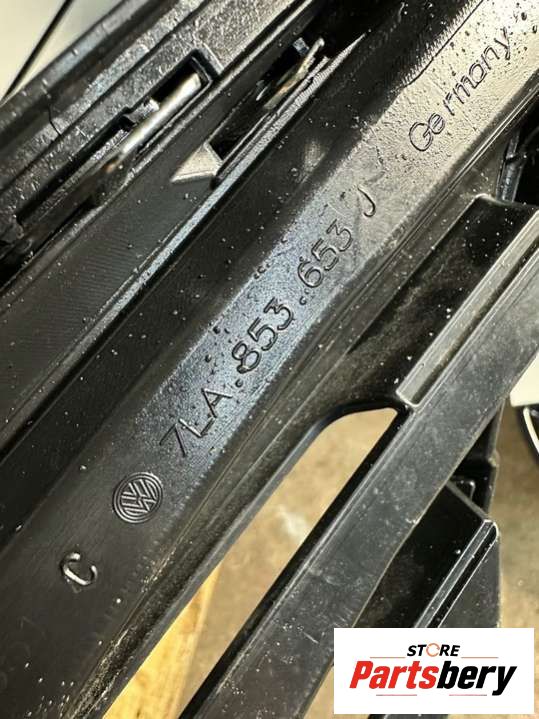 Germany
7LA.853.653 J
C
STORE
Partsbery